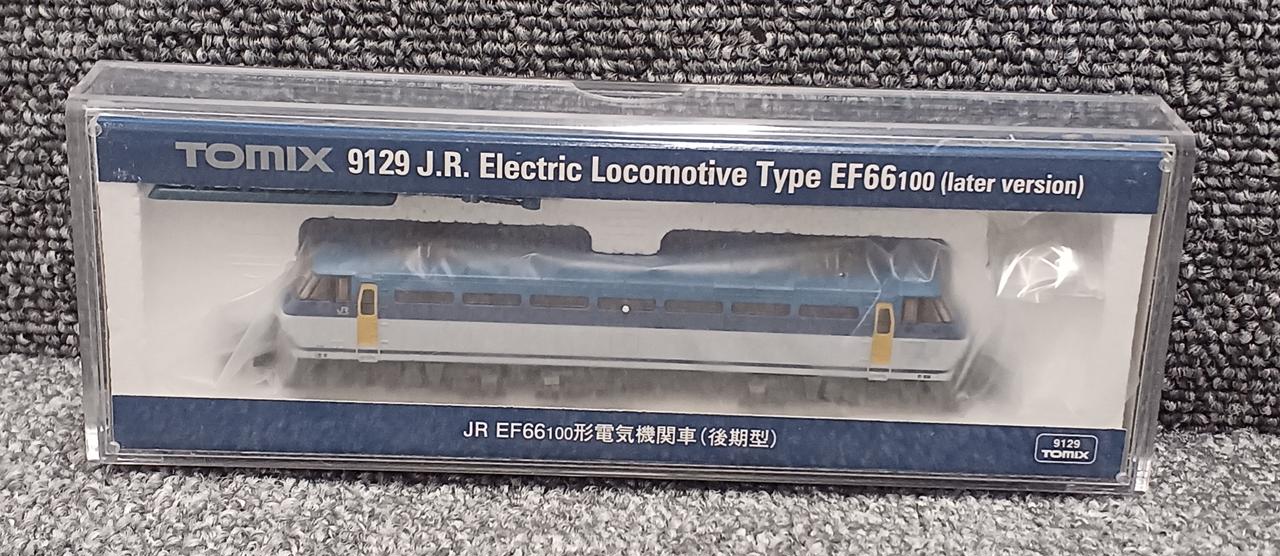 TOMIX 9129 J.R. Electric Locomotive Type EF66100 (later version)
JR
JR EF66100形電気機関車(後期型)
9129
TOMIX